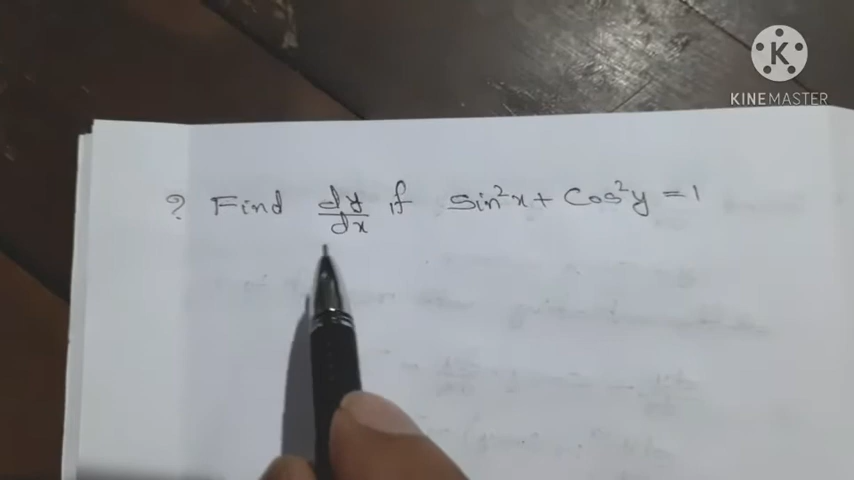 K
KINEMASTER
? Find dy/dx if Sin²x + Cos²y = 1